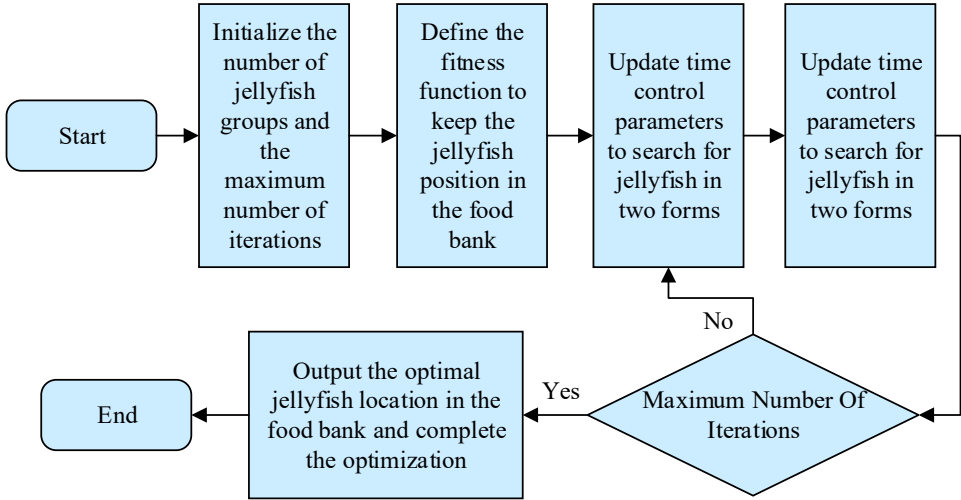 Start
Initialize the
number of
jellyfish
groups and
the
maximum
number of
iterations
Define the
fitness
function to
keep the
jellyfish
position in
the food
bank
Update time
control
parameters
to search for
jellyfish in
two forms
Update time
control
parameters
to search for
jellyfish in
two forms
No
Maximum Number Of
Iterations
Yes
Output the optimal
jellyfish location in the
food bank and complete
the optimization
End